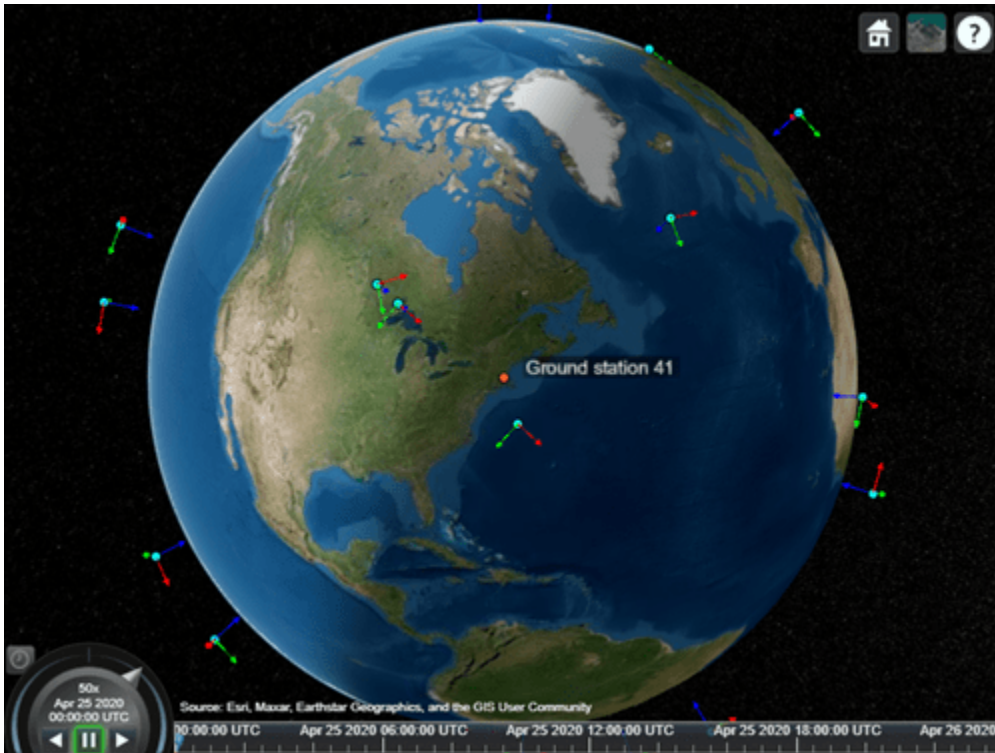 ?
Ground station 41
50x
Apr 25 2020
00:00:00 UTC
Source: Esri, Maxar, Earthstar Geographics, and the GIS User Community
00:00:00 UTC Apr 25 2020 06:00:00 UTC Apr 25 2020 12:00:00 UTC Apr 25 2020 18:00:00 UTC Apr 26 2020